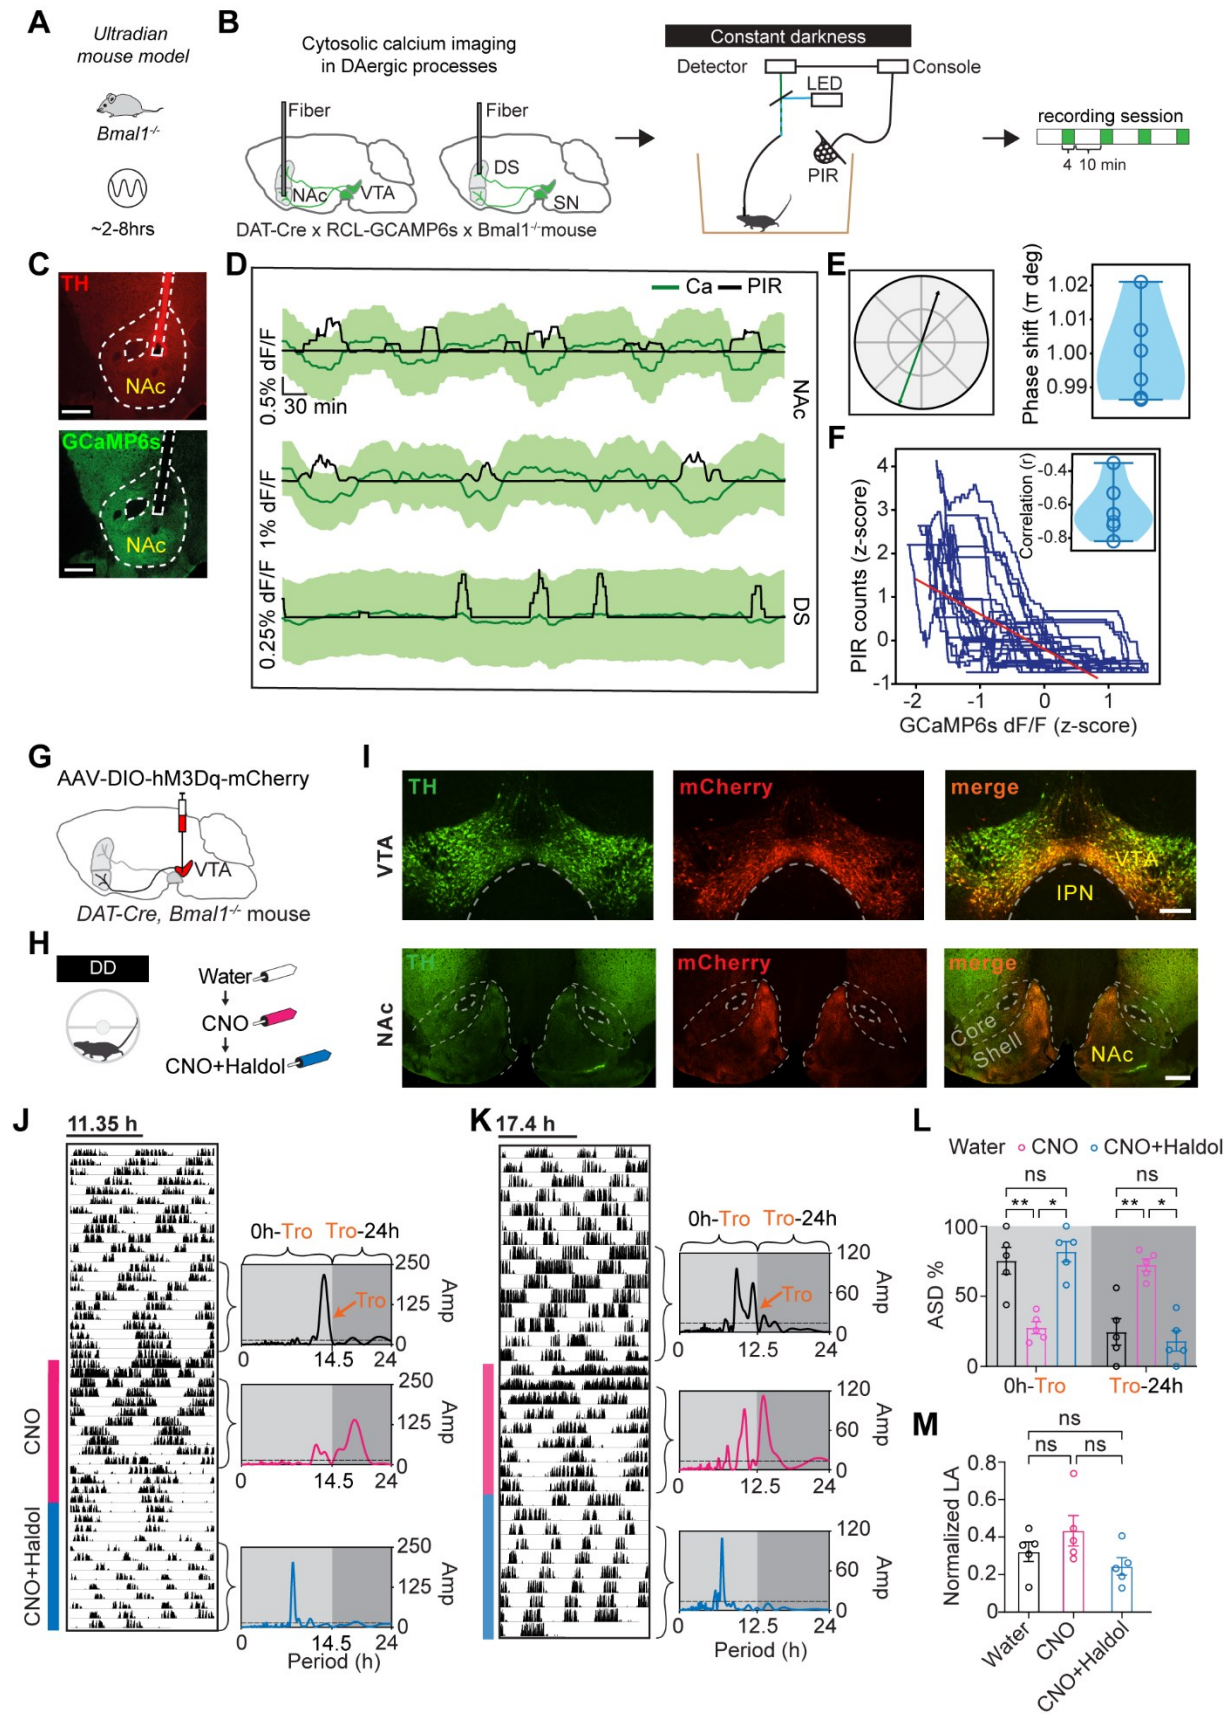 A
Ultradian
mouse model
Bmal1-/-
~2-8hrs
B
Cytosolic calcium imaging
in DAergic processes
Fiber
NAc
VTA
Fiber
DS
SN
DAT-Cre x RCL-GCAMP6s x Bmal1-/-mouse
Constant darkness
Detector
Console
LED
PIR
recording session
4 10 min
C
TH
NAc
GCaMP6s
NAc
D
Ca PIR
0.5% dF/F
30 min
NAc
1% dF/F
0.25% dF/F
DS
E
Phase shift (π deg)
1.02
1.01
1.00
0.99
F
PIR counts (z-score)
4
3
2
1
0
-1
-2 -1 0 1
GCaMP6s dF/F (z-score)
Correlation (r)
-0.4
-0.6
-0.8
G
AAV-DIO-hM3Dq-mCherry
VTA
DAT-Cre, Bmal1-/- mouse
H
DD
Water
CNO
CNO+Haldol
I
VTA
TH
mCherry
merge
VTA
IPN
NAc
TH
mCherry
merge
Core
Shell
NAc
J
11.35 h
CNO
CNO+Haldol
0h-Tro Tro-24h
250
125
0
Amp
Tro
0 14.5 24
250
125
0
Amp
250
125
0
Amp
0 14.5 24
Period (h)
K
17.4 h
0h-Tro Tro-24h
120
60
0
Amp
Tro
0 12.5 24
120
60
0
Amp
0 12.5 24
120
60
0
Amp
0 12.5 24
Period (h)
L
Water CNO CNO+Haldol
ns ns
** * ** *
ASD %
100
50
0
0h-Tro Tro-24h
M
ns
ns ns
Normalized LA
0.8
0.6
0.4
0.2
0
Water
CNO
CNO+Haldol